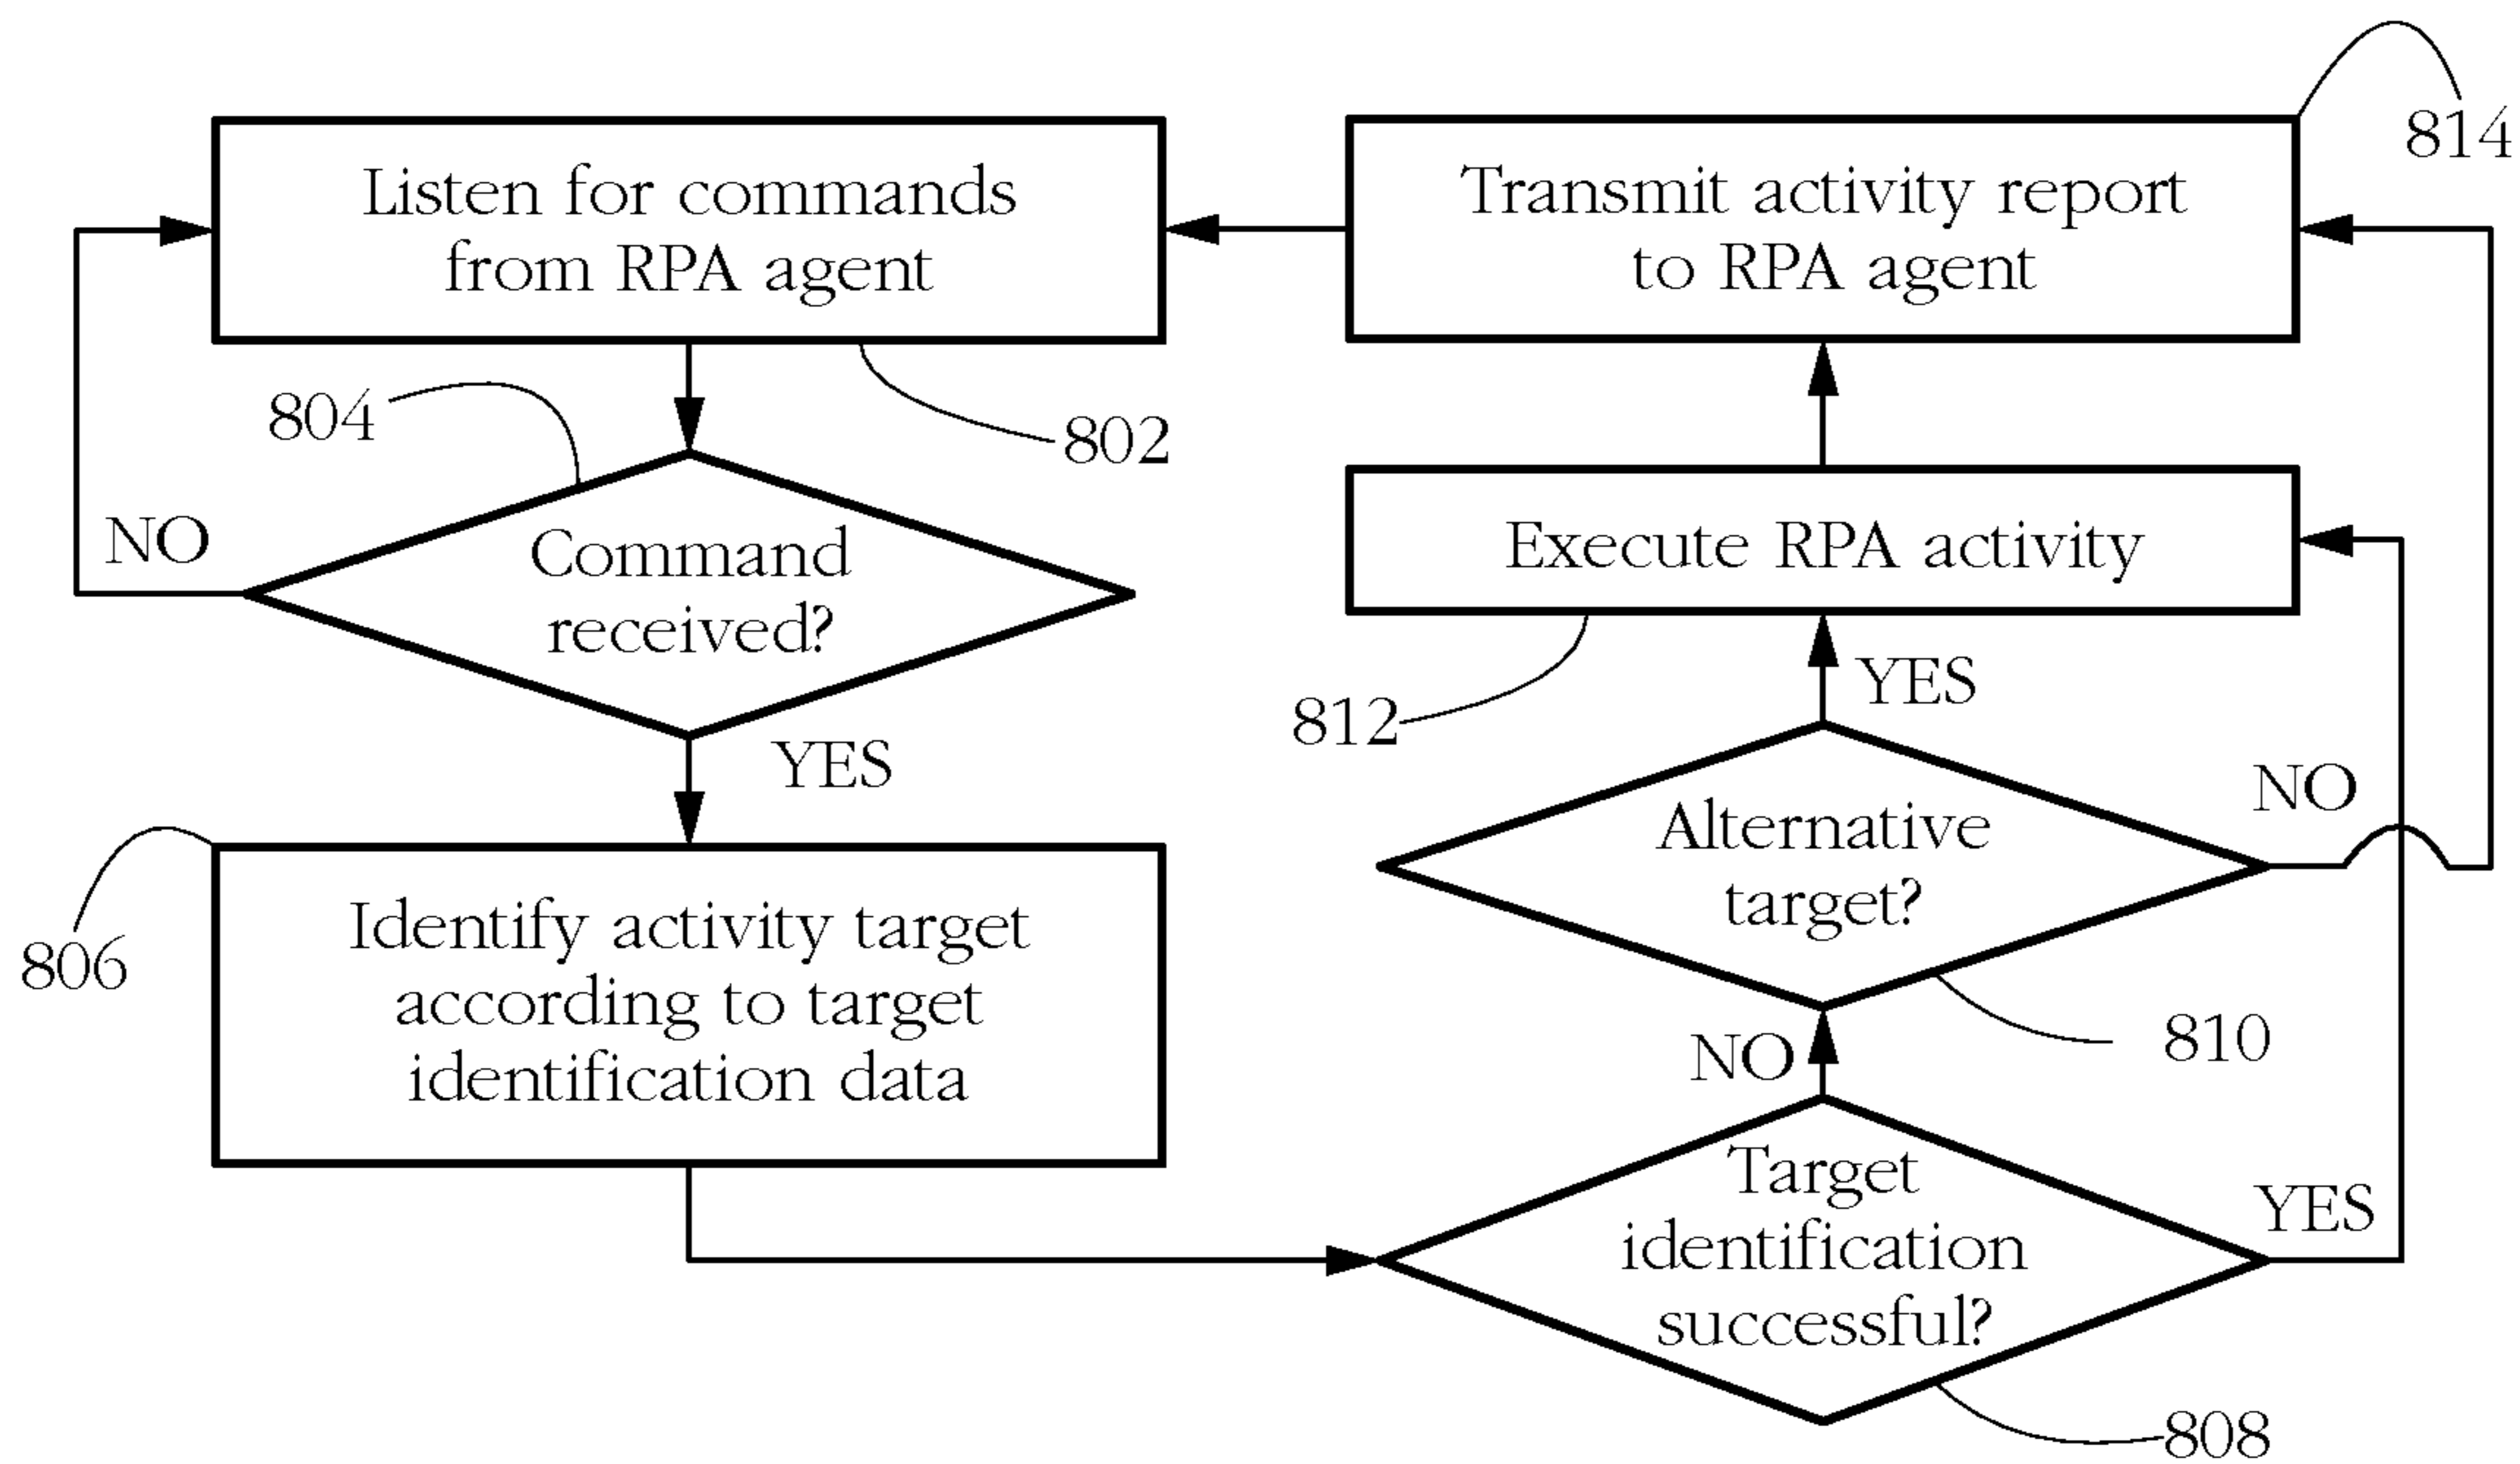 Listen for commands
from RPA agent
802
804
Command
received?
NO
YES
806
Identify activity target
according to target
identification data
Target
identification
successful?
808
NO
YES
Alternative
target?
810
YES
NO
Execute RPA activity
812
Transmit activity report
to RPA agent
814